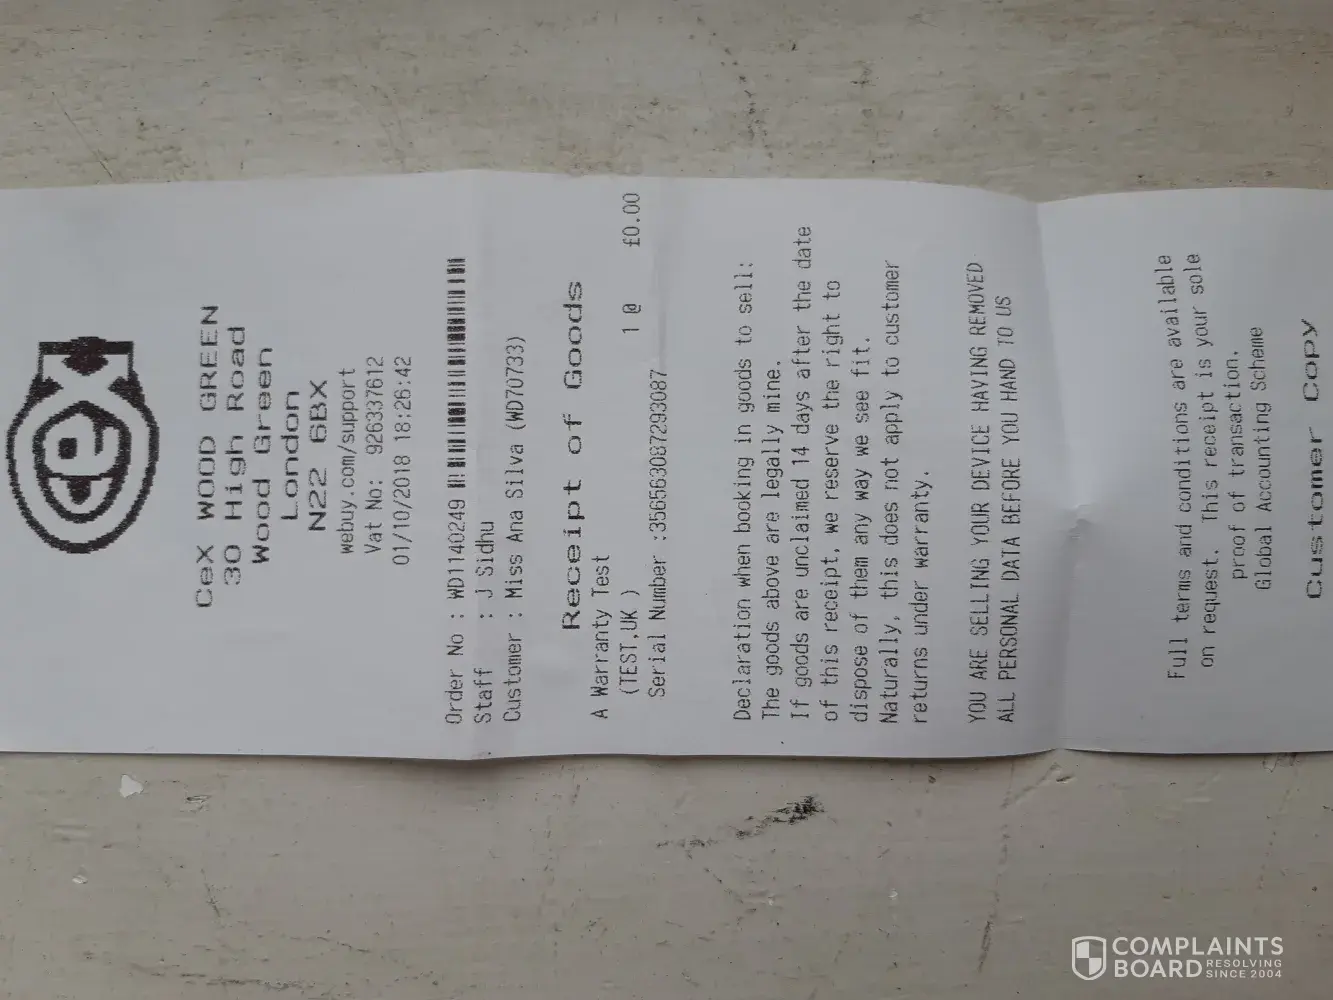 CeX WOOD GREEN
30 High Road
Wood Green
London
N22 6BX
webuy.com/support
Vat No: 926337612
01/10/2018 18:26:42
Order No : WD1140249
Staff : J Sidhu
Customer : Miss Ana Silva (WD70733)
Receipt of Goods
A Warranty Test 1 @ £0.00
(TEST,UK )
Serial Number :356563087293087
Declaration when booking in goods to sell:
The goods above are legally mine.
If goods are unclaimed 14 days after the date
of this receipt, we reserve the right to
dispose of them any way we see fit.
Naturally, this does not apply to customer
returns under warranty.
YOU ARE SELLING YOUR DEVICE HAVING REMOVED
ALL PERSONAL DATA BEFORE YOU HAND TO US
Full terms and conditions are available
on request. This receipt is your sole
proof of transaction.
Global Accounting Scheme
Customer Copy
COMPLAINTS
BOARD RESOLVING
SINCE 2004